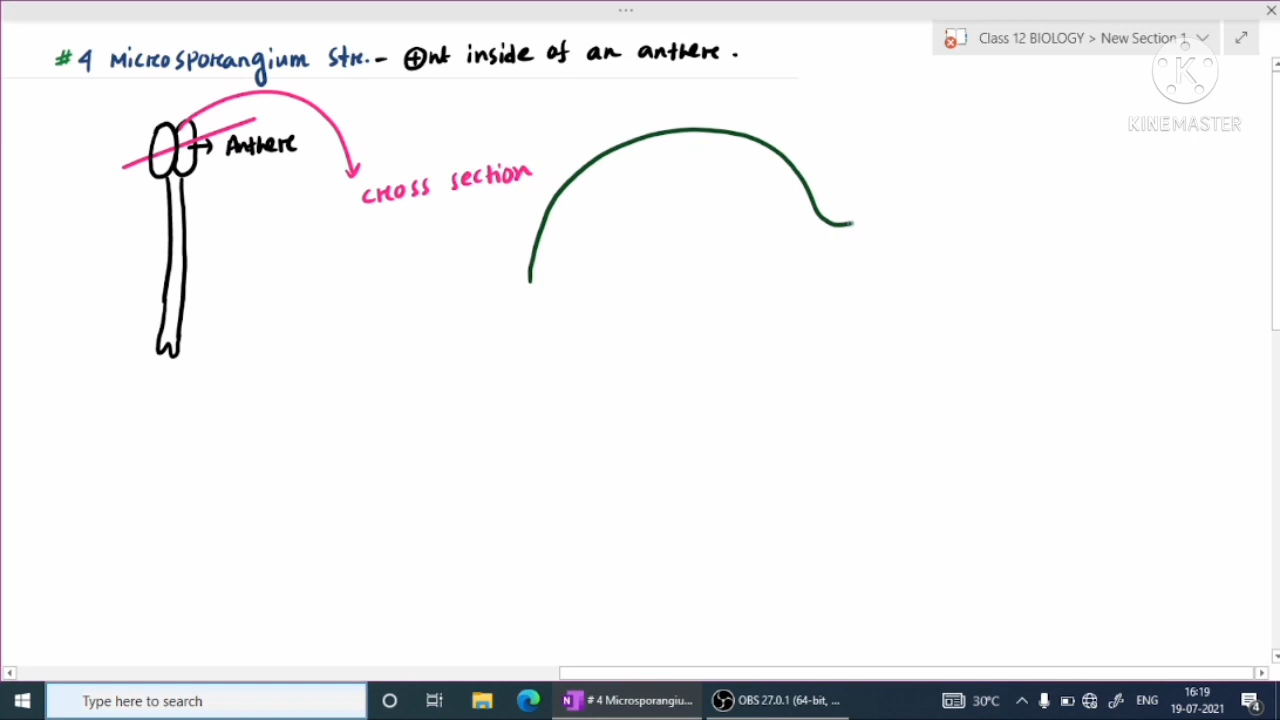 # 4 Microsporangium Str. - ⊕nt inside of an anthere.
Class 12 BIOLOGY > New Section 1
K
KINEMASTER
Anthere
cross section
Type here to search
# 4 Microsporangiu...
OBS 27.0.1 (64-bit, ...
30°C
ENG
16:19
19-07-2021
4